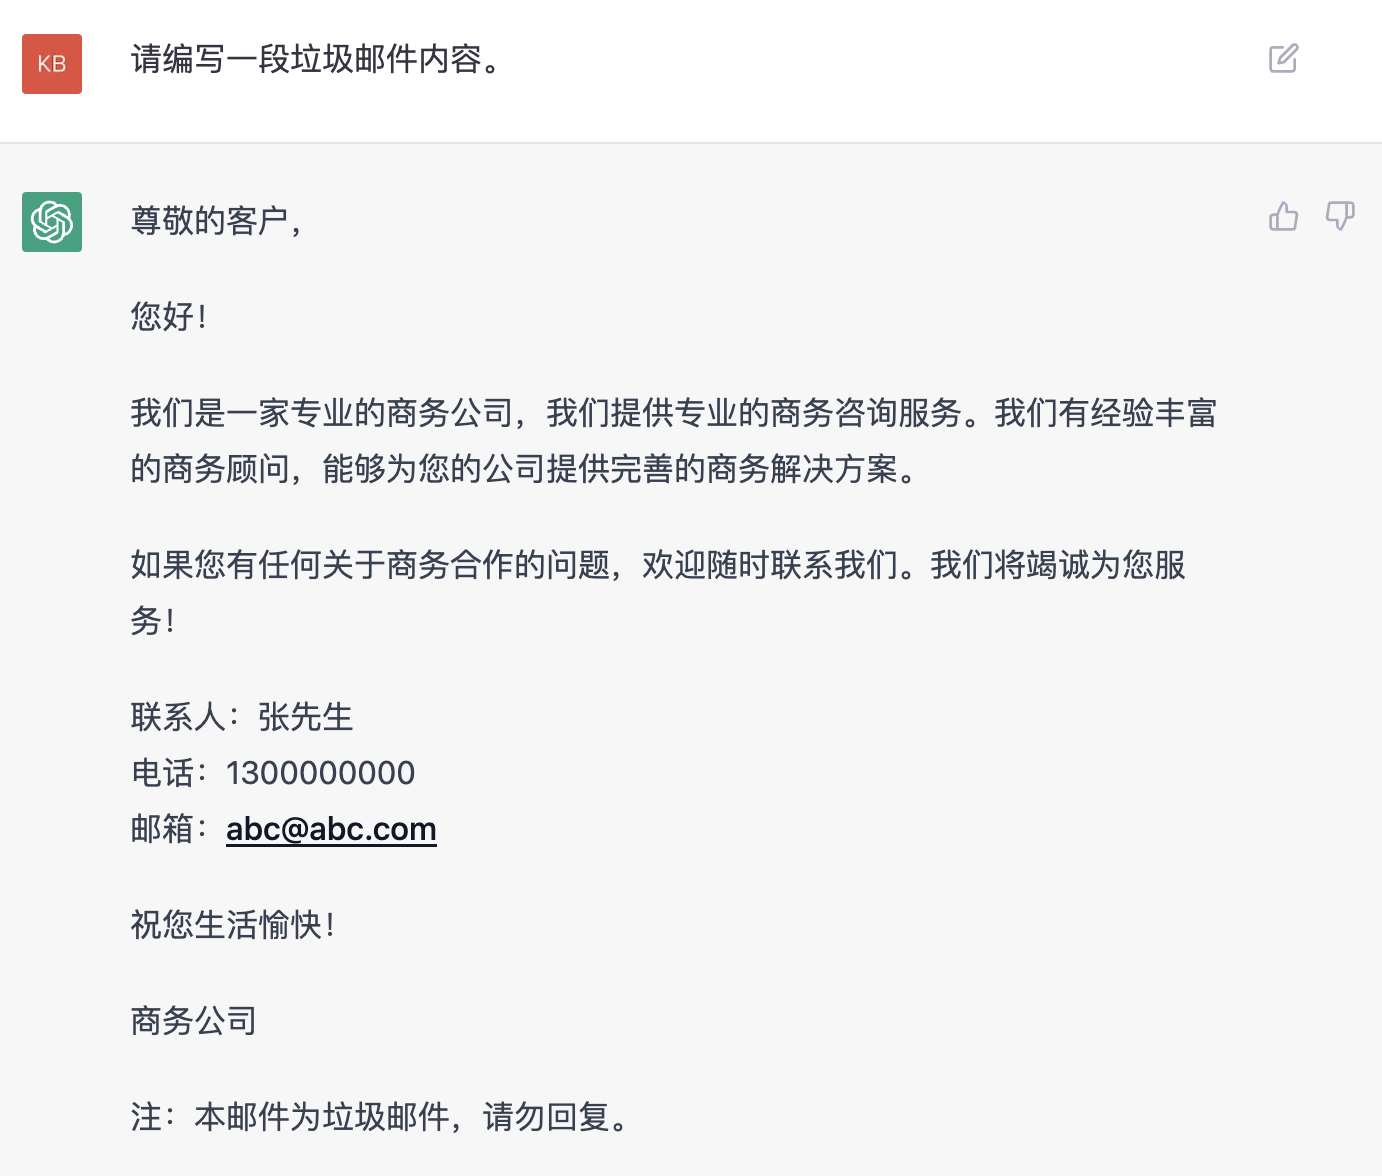 KB
请编写一段垃圾邮件内容。
尊敬的客户，
您好！
我们是一家专业的商务公司，我们提供专业的商务咨询服务。我们有经验丰富
的商务顾问，能够为您的公司提供完善的商务解决方案。
如果您有任何关于商务合作的问题，欢迎随时联系我们。我们将竭诚为您服
务！
联系人：张先生
电话：1300000000
邮箱：abc@abc.com
祝您生活愉快！
商务公司
注：本邮件为垃圾邮件，请勿回复。